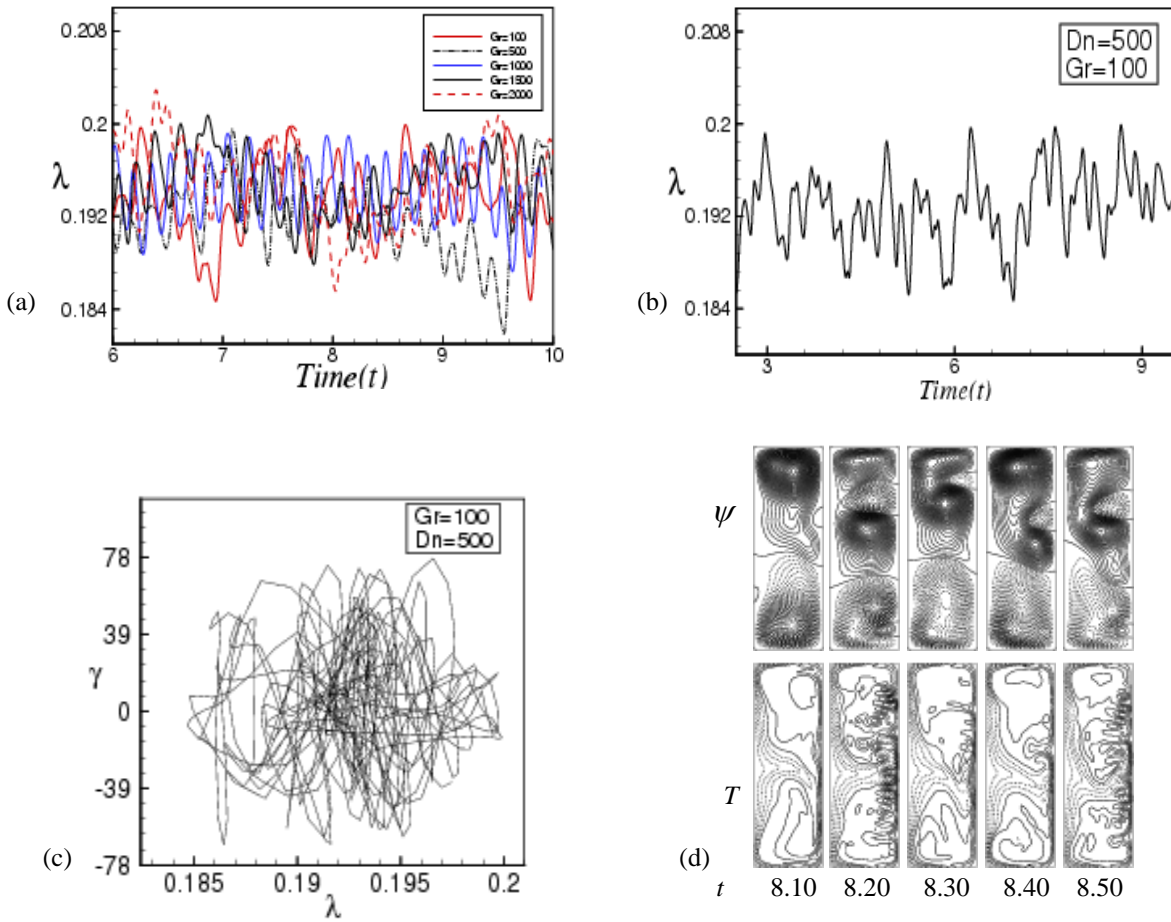 0.208
0.2
0.192
0.184
λ
Gr=100
Gr=500
Gr=1000
Gr=1500
Gr=2000
6 7 8 9 10
Time(t)
(a)
0.208
0.2
0.192
0.184
λ
Dn=500
Gr=100
3 6 9
Time(t)
(b)
78
39
0
-39
-78
γ
Gr=100
Dn=500
0.185 0.19 0.195 0.2
λ
(c)
ψ
T
(d)
t 8.10 8.20 8.30 8.40 8.50